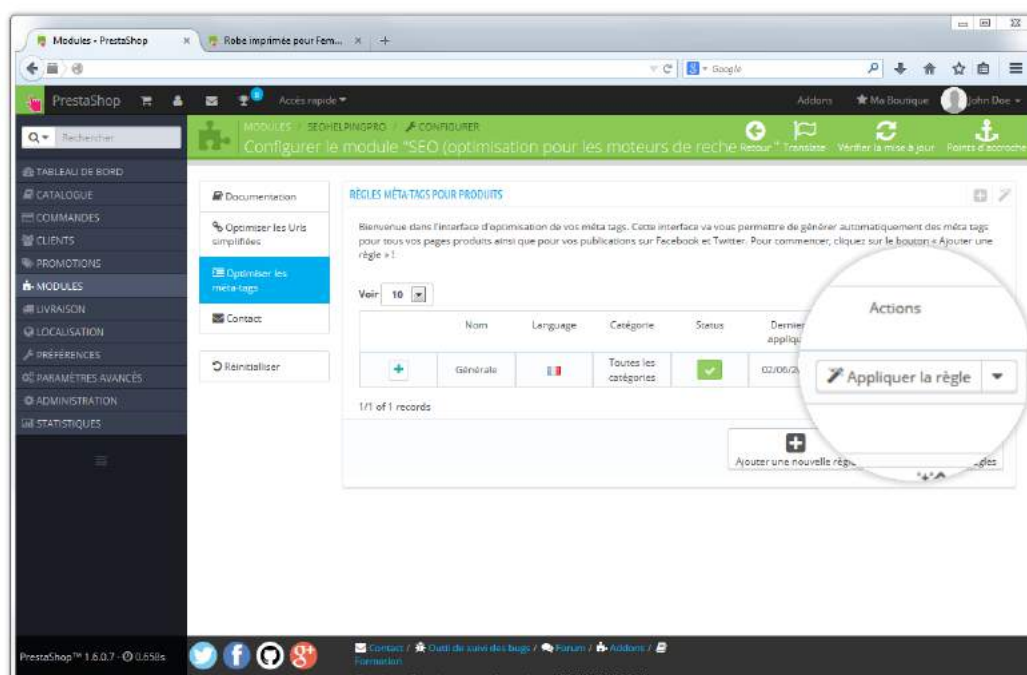 Modules - PrestaShop
Robe imprimée pour Fem...
Google
PrestaShop
Accès rapide
Addons
Ma Boutique
John Doe
Rechercher
MODULES / SEOHELPINGPRO / CONFIGURER
Configurer le module "SEO (optimisation pour les moteurs de reche
Retour
Translate
Vérifier la mise à jour
Points d'accroche
TABLEAU DE BORD
CATALOGUE
COMMANDES
CLIENTS
PROMOTIONS
MODULES
LIVRAISON
LOCALISATION
PRÉFÉRENCES
PARAMÈTRES AVANCÉS
ADMINISTRATION
STATISTIQUES
Documentation
Optimiser les Urls
simplifiées
Optimiser les
méta-tags
Contact
Réinitialiser
RÈGLES MÉTA-TAGS POUR PRODUITS
Bienvenue dans l'interface d'optimisation de vos méta tags. Cette interface va vous permettre de générer automatiquement des méta tags
pour tous vos pages produits ainsi que pour vos publications sur Facebook et Twitter. Pour commencer, cliquez sur le bouton « Ajouter une
règle » !
Voir 10
Nom
Language
Catégorie
Status
Dernier
appliqu
Actions
Générale
Toutes les
catégories
02/06/2
Appliquer la règle
1/1 of 1 records
Ajouter une nouvelle règl
gles
PrestaShop™ 1.6.0.7 - 0.658s
Contact / Outil de suivi des bugs / Forum / Addons /
Formation